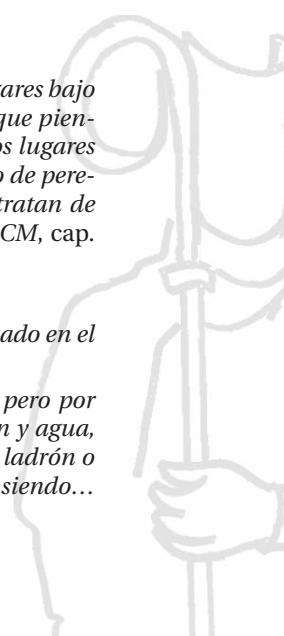 ares bajo
que pien-
os lugares
o de pere-
tratan de
CM, cap.
ado en el
pero por
n y agua,
ladrón o
siendo…